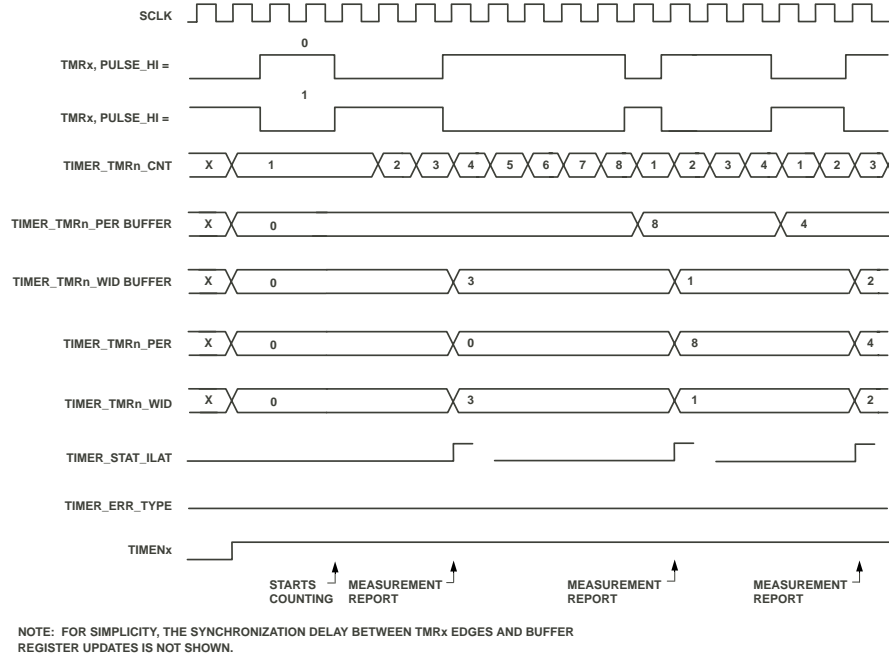 SCLK
0
TMRx, PULSE_HI =
1
TMRx, PULSE_HI =
TIMER_TMRn_CNT X 1 2 3 4 5 6 7 8 1 2 3 4 1 2 3
TIMER_TMRn_PER BUFFER X 0 8 4
TIMER_TMRn_WID BUFFER X 0 3 1 2
TIMER_TMRn_PER X 0 0 8 4
TIMER_TMRn_WID X 0 3 1 2
TIMER_STAT_ILAT
TIMER_ERR_TYPE
TIMENx
STARTS COUNTING
MEASUREMENT REPORT
MEASUREMENT REPORT
MEASUREMENT REPORT
NOTE: FOR SIMPLICITY, THE SYNCHRONIZATION DELAY BETWEEN TMRx EDGES AND BUFFER
REGISTER UPDATES IS NOT SHOWN.